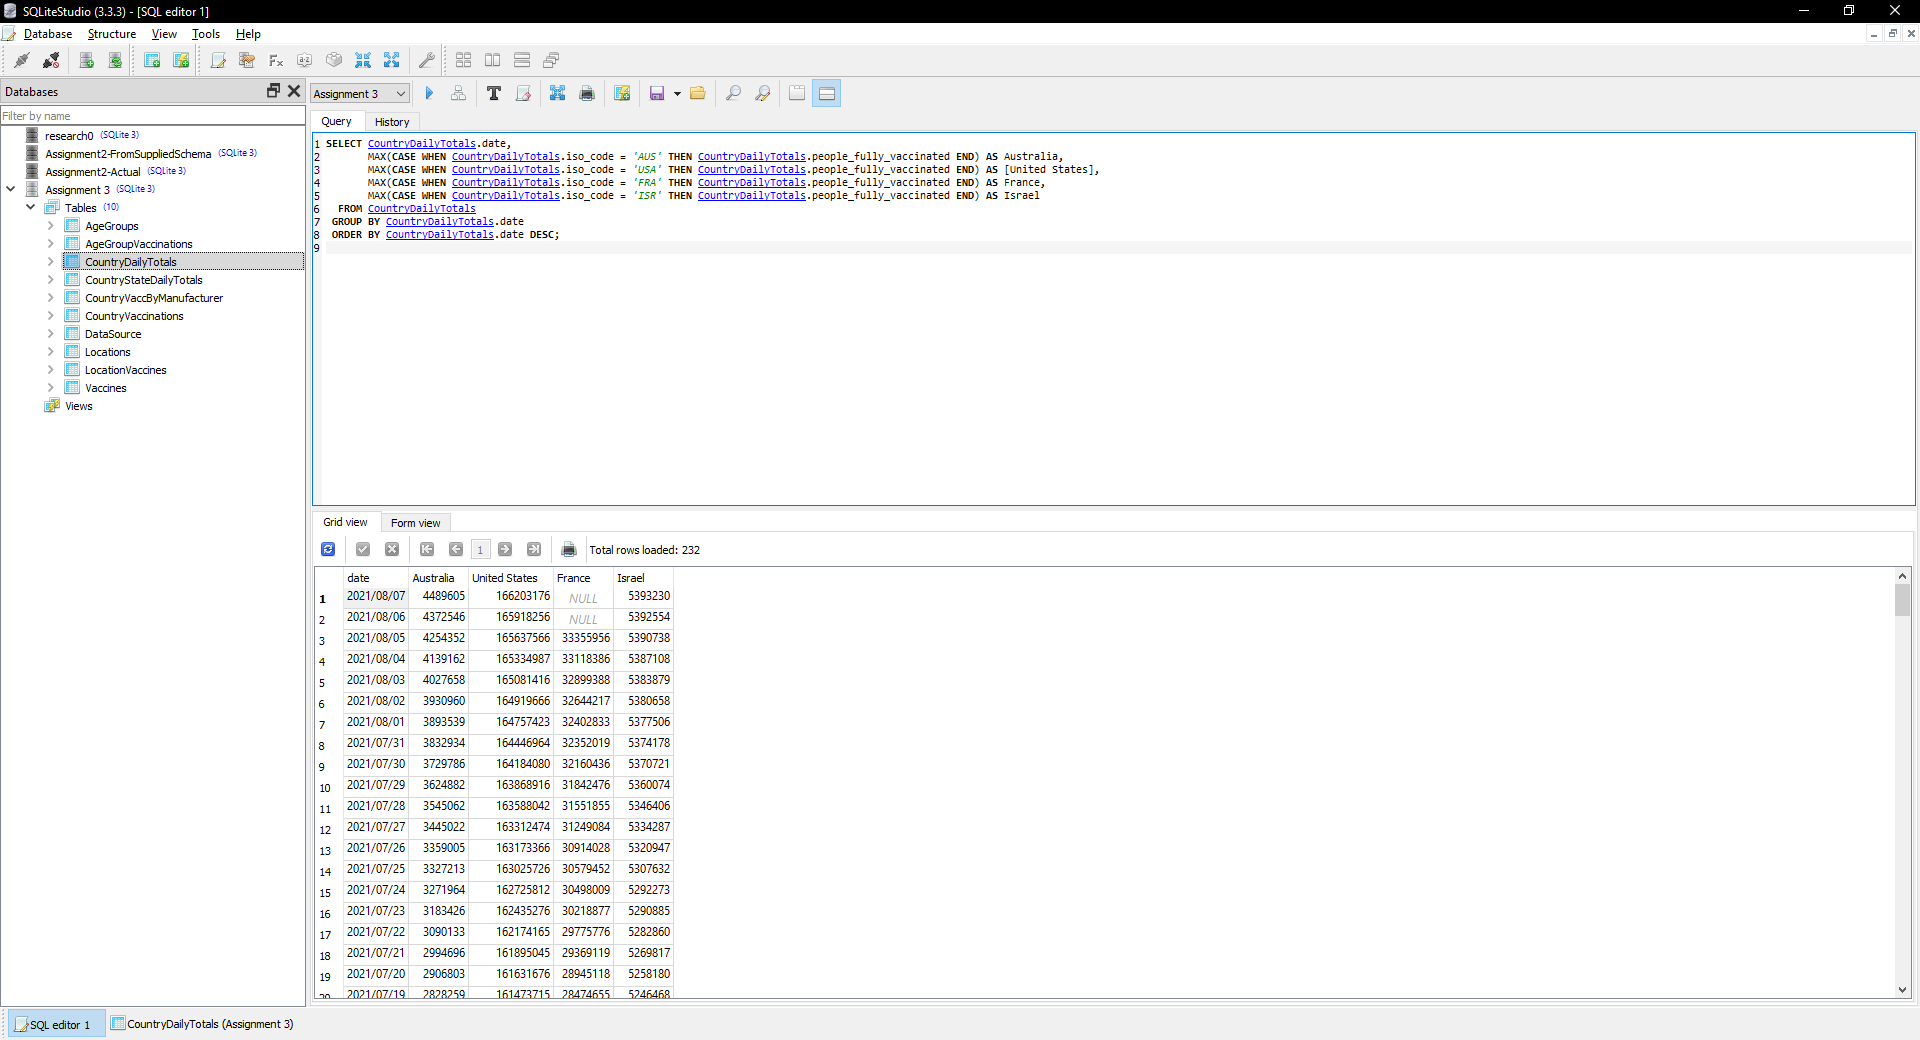 SQLiteStudio (3.3.3) - [SQL editor 1]
Database Structure View Tools Help
Databases
Filter by name
research0 (SQLite 3)
Assignment2-FromSuppliedSchema (SQLite 3)
Assignment2-Actual (SQLite 3)
Assignment 3 (SQLite 3)
Tables (10)
AgeGroups
AgeGroupVaccinations
CountryDailyTotals
CountryStateDailyTotals
CountryVaccByManufacturer
CountryVaccinations
DataSource
Locations
LocationVaccines
Vaccines
Views
Assignment 3
Query History
1 SELECT CountryDailyTotals.date,
2 MAX(CASE WHEN CountryDailyTotals.iso_code = 'AUS' THEN CountryDailyTotals.people_fully_vaccinated END) AS Australia,
3 MAX(CASE WHEN CountryDailyTotals.iso_code = 'USA' THEN CountryDailyTotals.people_fully_vaccinated END) AS [United States],
4 MAX(CASE WHEN CountryDailyTotals.iso_code = 'FRA' THEN CountryDailyTotals.people_fully_vaccinated END) AS France,
5 MAX(CASE WHEN CountryDailyTotals.iso_code = 'ISR' THEN CountryDailyTotals.people_fully_vaccinated END) AS Israel
6 FROM CountryDailyTotals
7 GROUP BY CountryDailyTotals.date
8 ORDER BY CountryDailyTotals.date DESC;
9
Grid view Form view
1 Total rows loaded: 232
date Australia United States France Israel
1 2021/08/07 4489605 166203176 NULL 5393230
2 2021/08/06 4372546 165918256 NULL 5392554
3 2021/08/05 4254352 165637566 33355956 5390738
4 2021/08/04 4139162 165334987 33118386 5387108
5 2021/08/03 4027658 165081416 32899388 5383879
6 2021/08/02 3930960 164919666 32644217 5380658
7 2021/08/01 3893539 164757423 32402833 5377506
8 2021/07/31 3832934 164446964 32352019 5374178
9 2021/07/30 3729786 164184080 32160436 5370721
10 2021/07/29 3624882 163868916 31842476 5360074
11 2021/07/28 3545062 163588042 31551855 5346406
12 2021/07/27 3445022 163312474 31249084 5334287
13 2021/07/26 3359005 163173366 30914028 5320947
14 2021/07/25 3327213 163025726 30579452 5307632
15 2021/07/24 3271964 162725812 30498009 5292273
16 2021/07/23 3183426 162435276 30218877 5290885
17 2021/07/22 3090133 162174165 29775776 5282860
18 2021/07/21 2994696 161895045 29369119 5269817
19 2021/07/20 2906803 161631676 28945118 5258180
20 2021/07/19 2828259 161473715 28474655 5246468
SQL editor 1 CountryDailyTotals (Assignment 3)